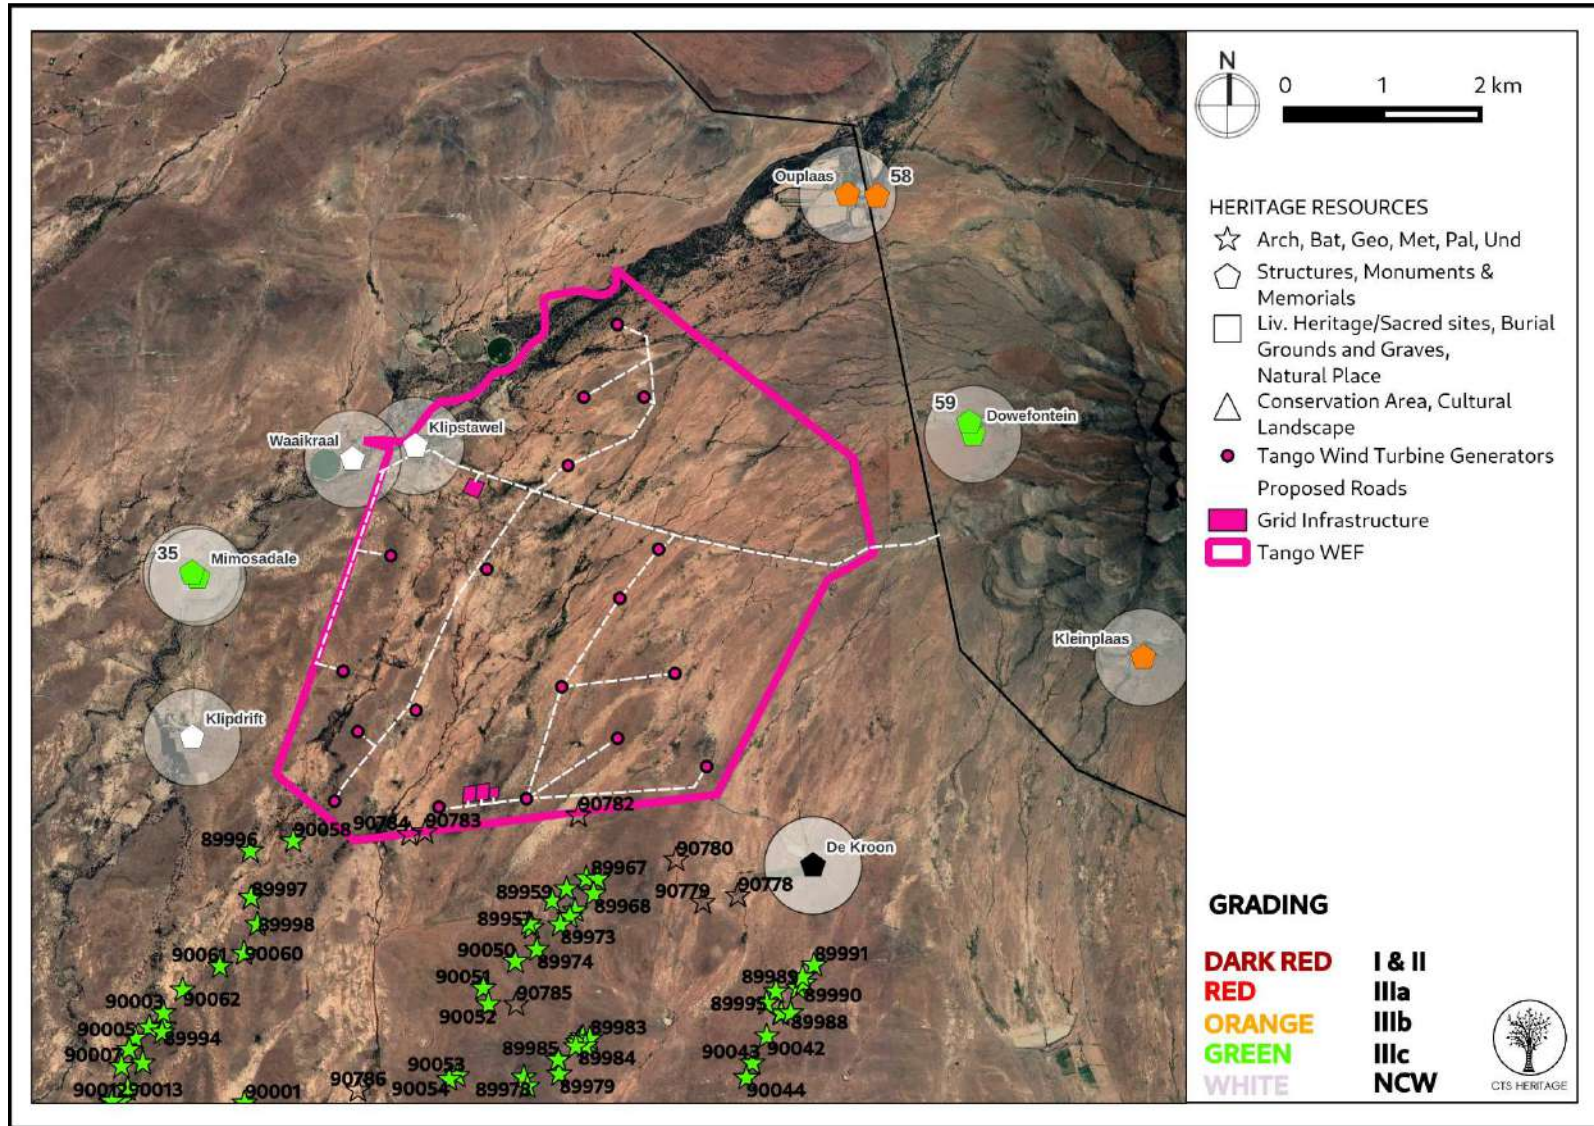 N
0 1 2 km
HERITAGE RESOURCES
Arch, Bat, Geo, Met, Pal, Und
Structures, Monuments &
Memorials
Liv. Heritage/Sacred sites, Burial
Grounds and Graves,
Natural Place
Conservation Area, Cultural
Landscape
Tango Wind Turbine Generators
Proposed Roads
Grid Infrastructure
Tango WEF
GRADING
DARK RED I & II
RED IIIa
ORANGE IIIb
GREEN IIIc
WHITE NCW
CTS HERITAGE
Ouplaas
58
59
Dowefontein
Klipstawel
Waaikraal
35
Mimosadale
Kleinplaas
Klipdrift
De Kroon
90782
90784
90783
90058
89996
90780
89967
89959
90779
90778
89997
89968
89998
89957
89973
90050
89974
90061
90060
89991
89989
90051
90785
90062
90003
89990
90052
89988
90005
89994
89983
90007
89985
89984
90043
90042
90053
90786
90054
89978
89979
90044
90012
90013
90001